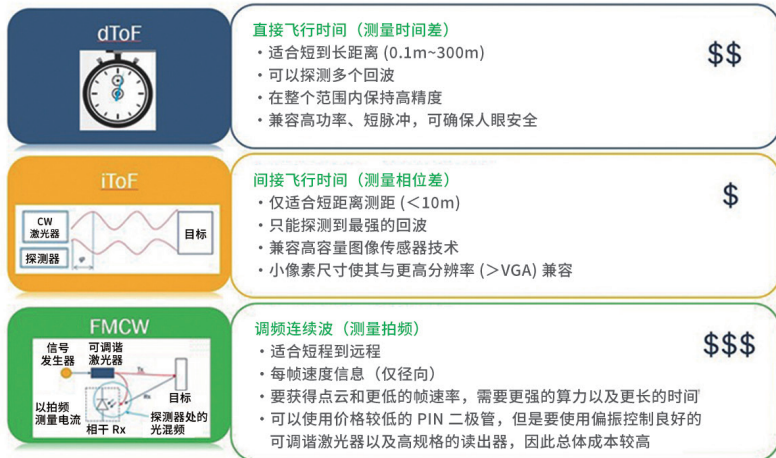 dToF
直接飞行时间（测量时间差）
・适合短到长距离 (0.1m~300m)
・可以探测多个回波
・在整个范围内保持高精度
・兼容高功率、短脉冲，可确保人眼安全
$$
iToF
CW
激光器
探测器
φ
目标
间接飞行时间（测量相位差）
・仅适合短距离测距 (＜10m)
・只能探测到最强的回波
・兼容高容量图像传感器技术
・小像素尺寸使其与更高分辨率 (＞VGA) 兼容
$
FMCW
信号
发生器
可调谐
激光器
Tx
Rx
目标
以拍频
测量电流
相干 Rx
探测器处的
光混频
调频连续波（测量拍频）
・适合短程到远程
・每帧速度信息（仅径向）
・要获得点云和更低的帧速率，需要更强的算力以及更长的时间
・可以使用价格较低的 PIN 二极管，但是要使用偏振控制良好的
可调谐激光器以及高规格的读出器，因此总体成本较高
$$$